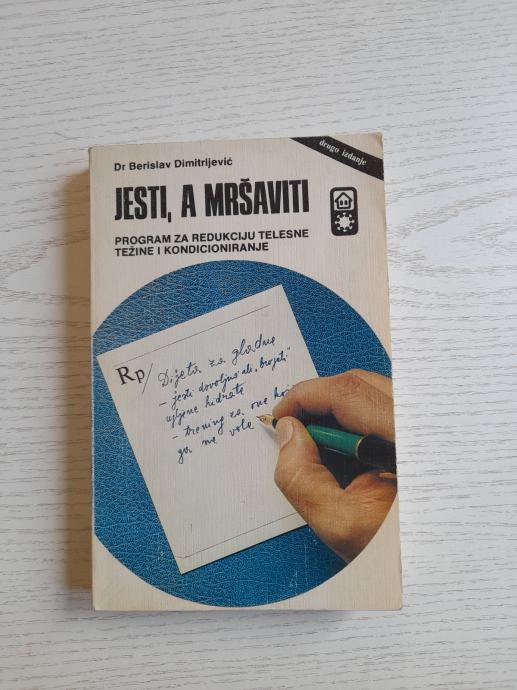 drugo izdanje
Dr Berislav Dimitrijević
JESTI, A MRŠAVITI
PROGRAM ZA REDUKCIJU TELESNE
TEŽINE I KONDICIONIRANJE
Rp/ Dijeta za gladne
- jesti dovoljno ali "brojati"
ugljene hidrate
- trening za one koji
ga ne vole